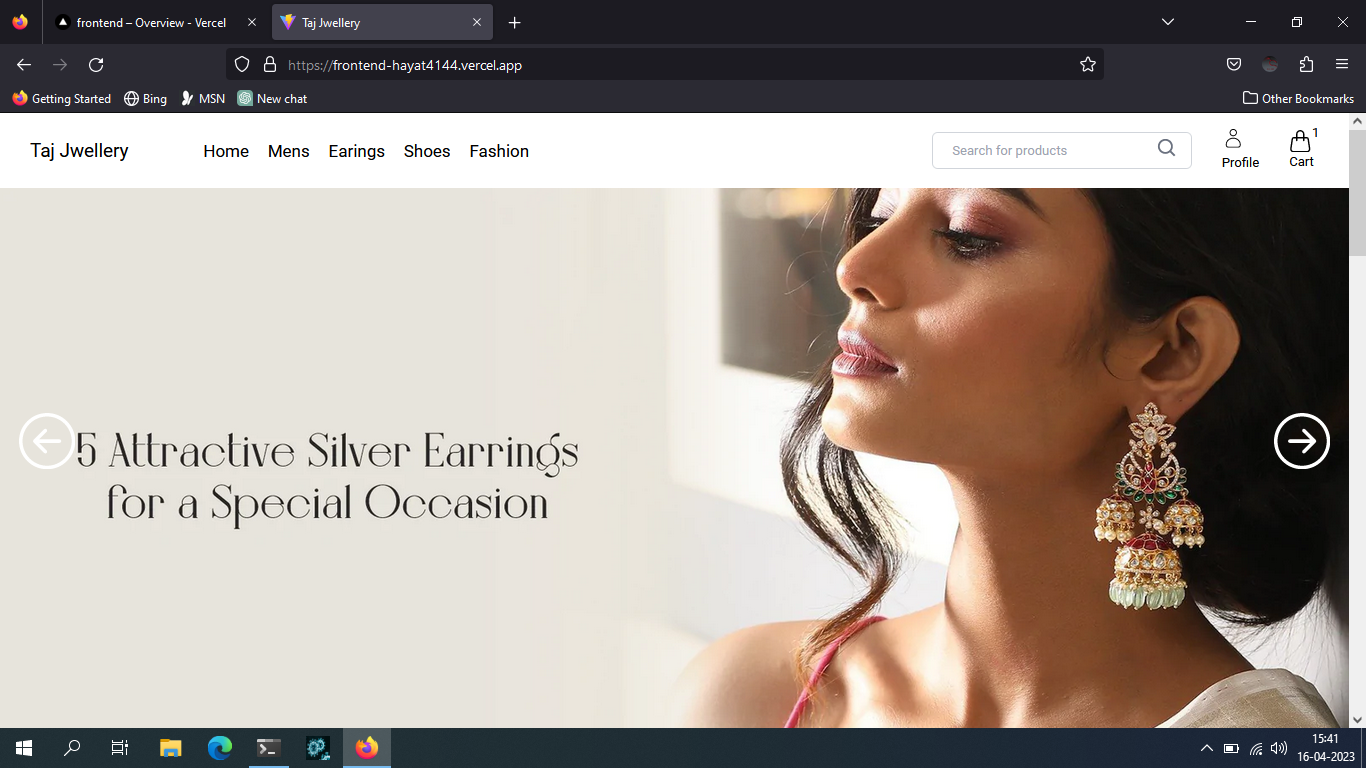 frontend – Overview - Vercel
Taj Jwellery
https://frontend-hayat4144.vercel.app
Getting Started
Bing
MSN
New chat
Other Bookmarks
Taj Jwellery
Home
Mens
Earings
Shoes
Fashion
Search for products
Profile
1
Cart
5 Attractive Silver Earrings
for a Special Occasion
15:41
16-04-2023